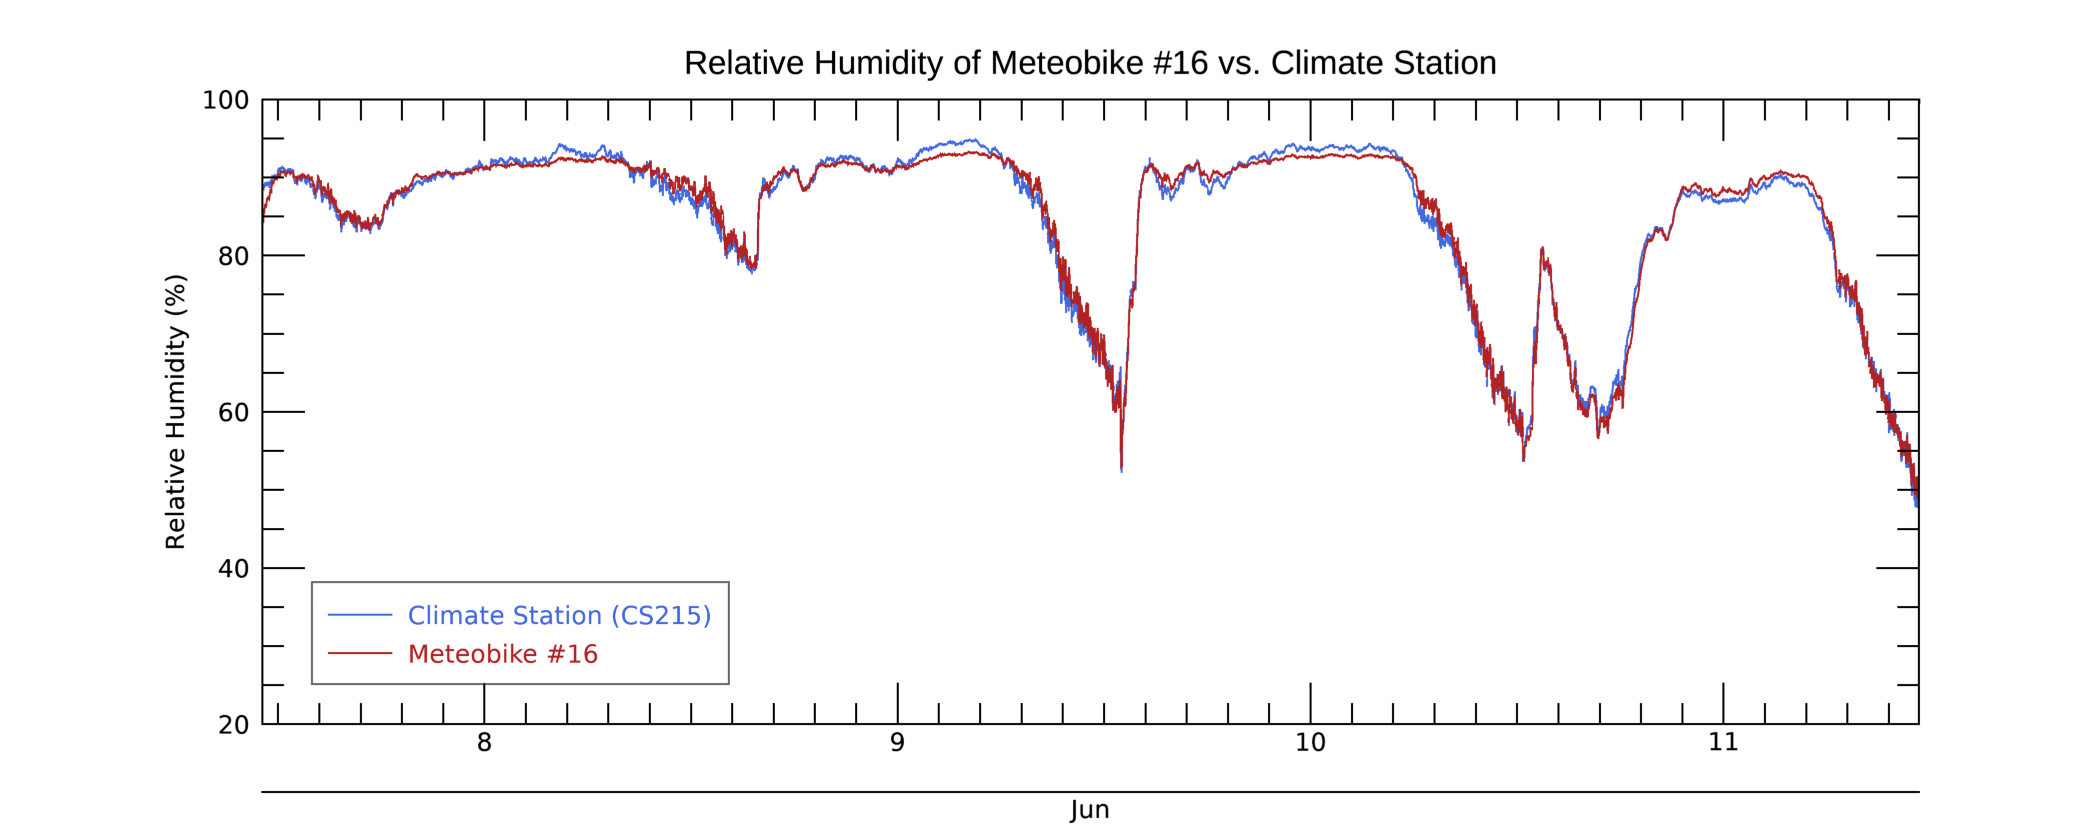 Relative Humidity of Meteobike #16 vs. Climate Station
100
80
60
40
20
Relative Humidity (%)
Climate Station (CS215)
Meteobike #16
8
9
10
11
Jun